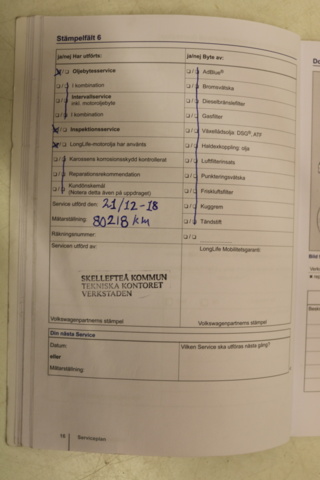 Stämpelfält 6
ja/nej Har utförts:
ja/nej Byte av:
Oljebytesservice
I kombination
Intervallservice
inkl. motoroljebyte
I kombination
Inspektionsservice
LongLife-motorolja har använts
Karossens korrosionsskydd kontrollerat
Reparationsrekommendation
Kundönskemål
(Notera detta även på uppdraget)
AdBlue®
Bromsvätska
Dieselbränslefilter
Gasfilter
Växellådsolja: DSG®, ATF
Haldexkoppling: olja
Luftfilterinsats
Punkteringsvätska
Friskluftsfilter
Kuggrem
Tändstift
Service utförd den: 21/12-18
Mätarställning: 80218 km
Räkningsnummer:
Servicen utförd av:
LongLife Mobilitetsgaranti:
SKELLEFTEÅ KOMMUN
TEKNISKA KONTORET
VERKSTADEN
Volkswagenpartnerns stämpel
Volkswagenpartnerns stämpel
Din nästa Service
Datum:
eller
Mätarställning:
Vilken Service ska utföras nästa gång?
16 Serviceplan